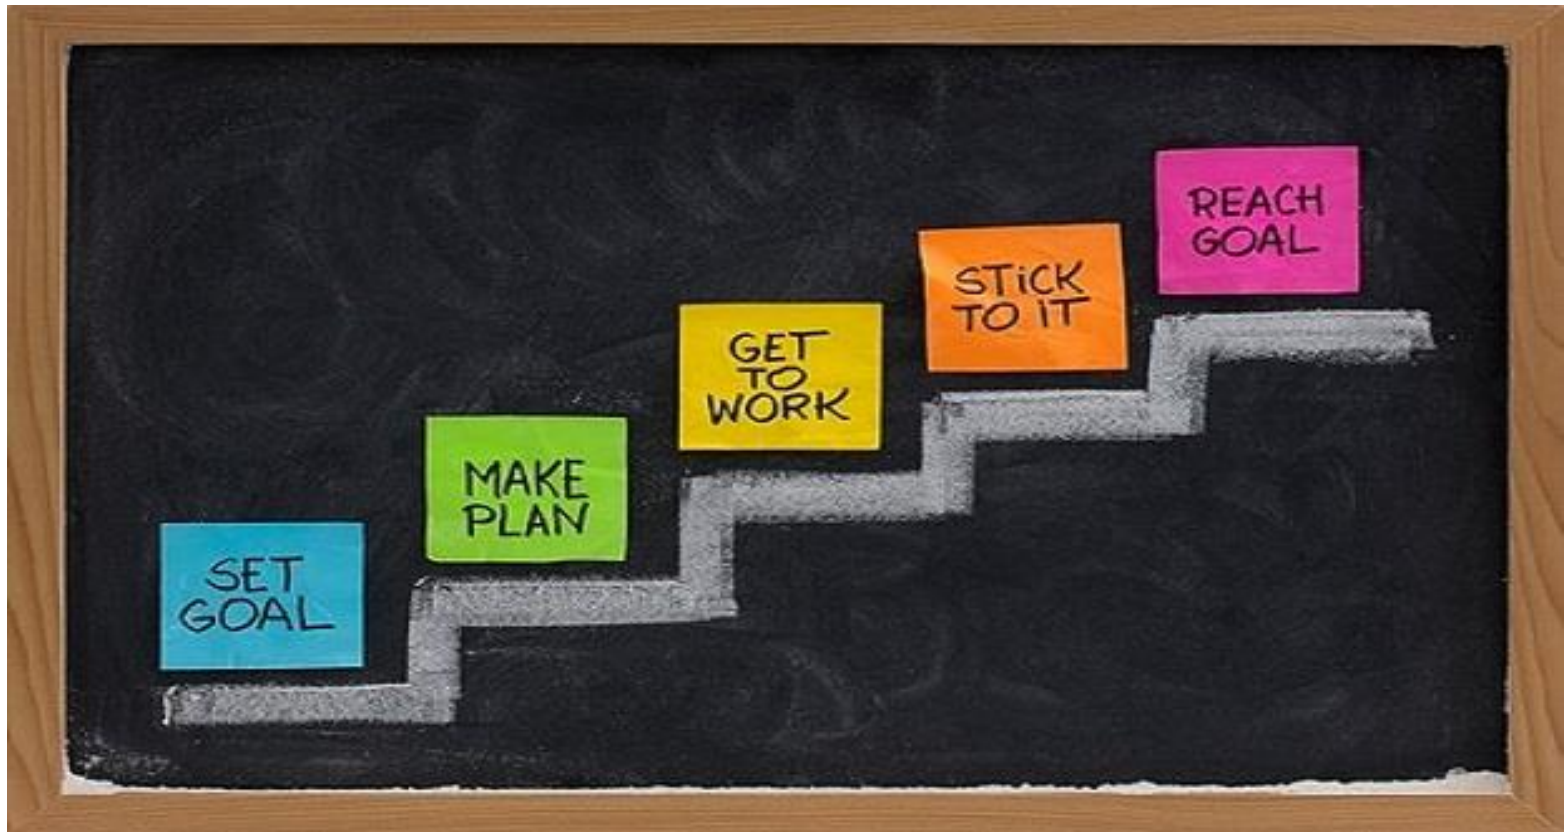 SET
GOAL
MAKE
PLAN
GET
TO
WORK
STiCK
TO iT
REACH
GOAL